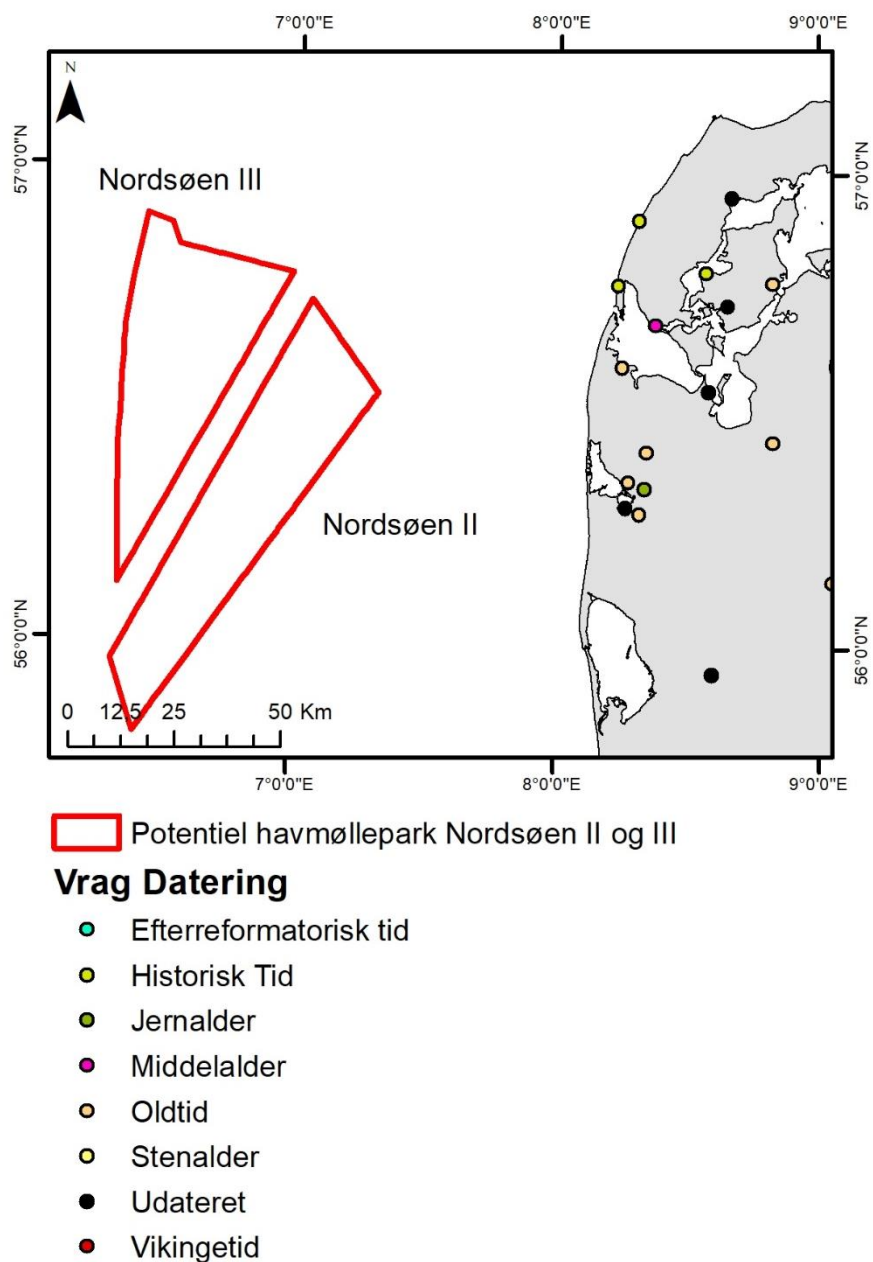 7°0'0"E
8°0'0"E
9°0'0"E
N
57°0'0"N
57°0'0"N
Nordsøen III
Nordsøen II
56°0'0"N
56°0'0"N
0 12,5 25 50 Km
7°0'0"E
8°0'0"E
9°0'0"E
Potentiel havmøllepark Nordsøen II og III
Vrag Datering
Efterreformatorisk tid
Historisk Tid
Jernalder
Middelalder
Oldtid
Stenalder
Udateret
Vikingetid